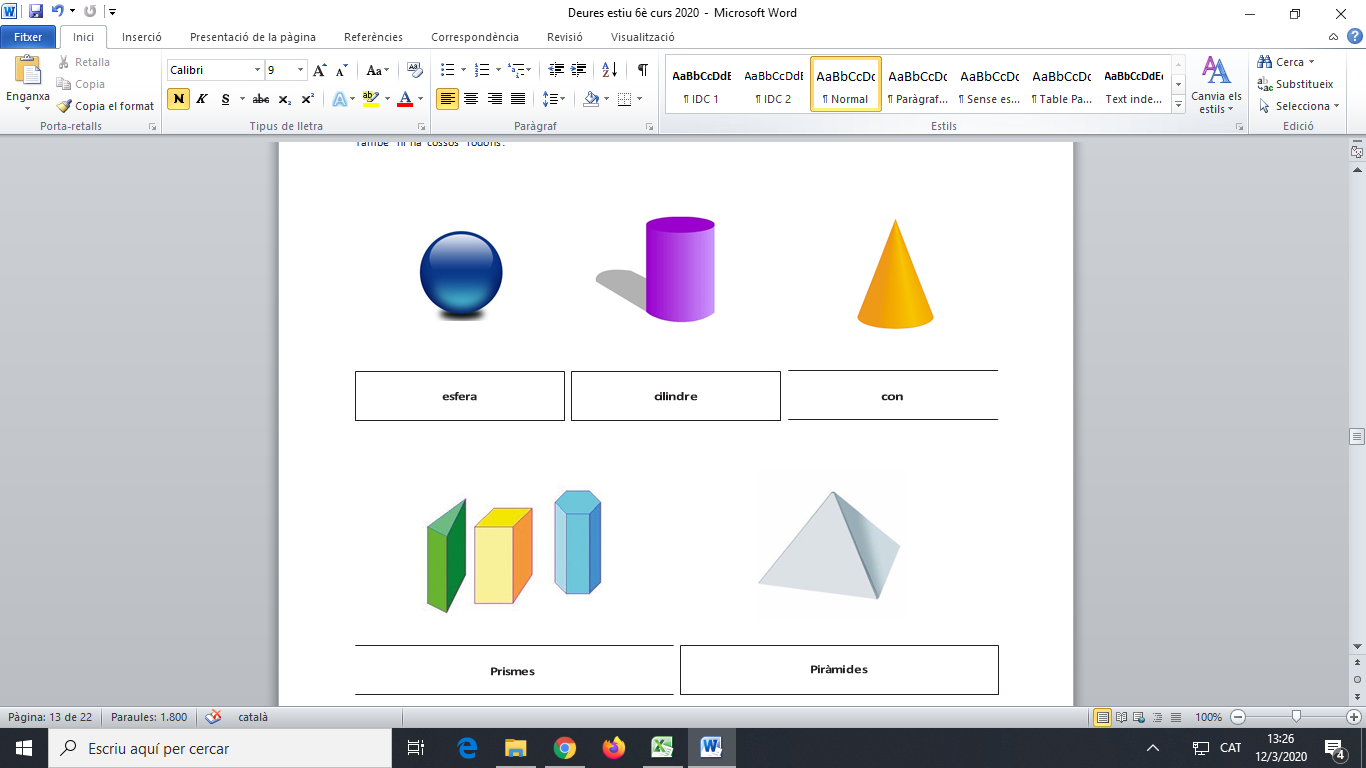 Deures estiu 6è curs 2020 - Microsoft Word
Fitxer Inici Inserció Presentació de la pàgina Referències Correspondència Revisió Visualització
Enganxa
Retalla
Copia
Copia el format
Porta-retalls
Calibri 9
Tipus de lletra
Paràgraf
AaBbCcDdE AaBbCcDdE AaBbCcDc AaBbCcDc AaBbCcDc AaBbCcDc AaBbCcDdEe
¶ IDC 1 ¶ IDC 2 ¶ Normal ¶ Paràgraf... ¶ Sense es... ¶ Table Pa... Text inde...
Canvia els estils
Estils
Cerca
Substitueix
Selecciona
Edició
esfera cilindre con
Prismes Piràmides
Pàgina: 13 de 22 Paraules: 1.800 català 100%
Escriu aquí per cercar
CAT
13:26
12/3/2020
4